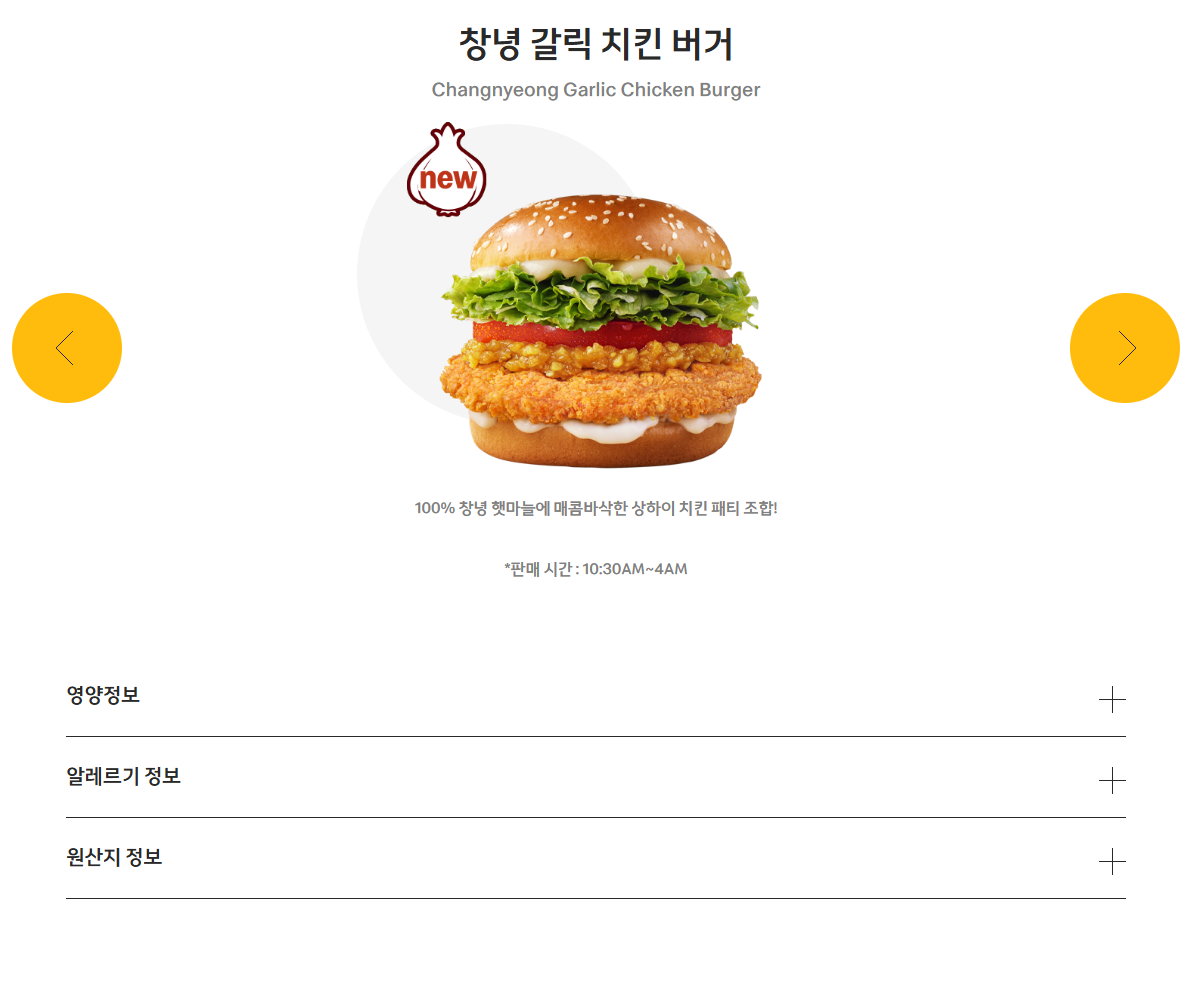 창녕 갈릭 치킨 버거
Changnyeong Garlic Chicken Burger
new
100% 창녕 햇마늘에 매콤바삭한 상하이 치킨 패티 조합!
*판매 시간 : 10:30AM~4AM
영양정보
알레르기 정보
원산지 정보